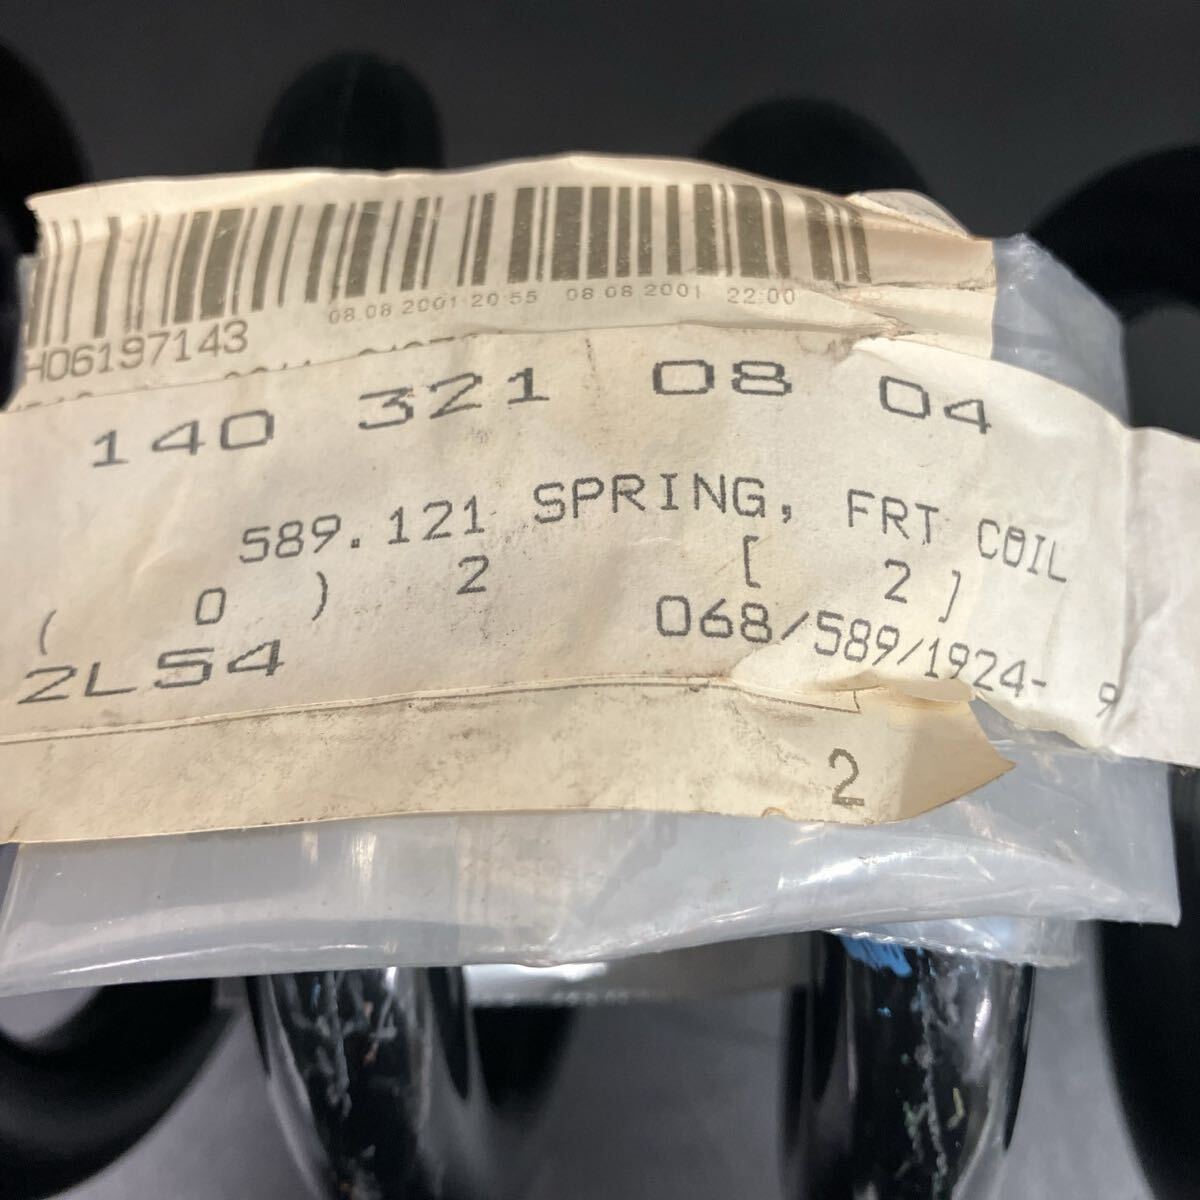 08.08.2001 20:55 08.08.2001 22:00
H06197143
140 321 08 04
589.121 SPRING, FRT COIL
( 0 ) 2 [ 2 ]
2LS4 068/589/1924- 9
2